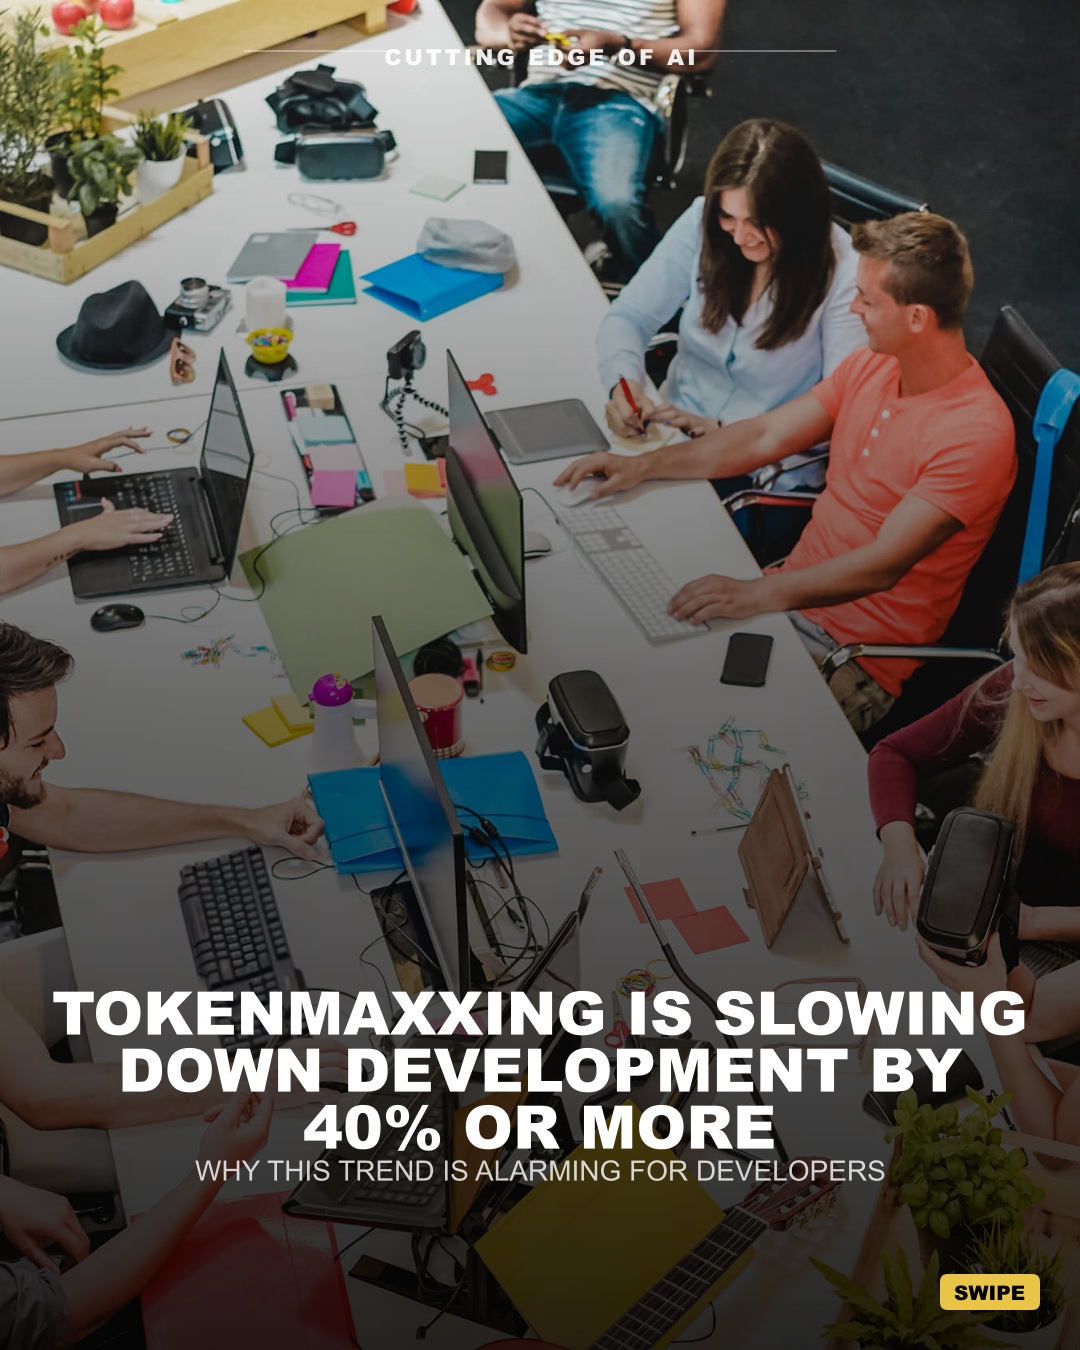 CUTTING EDGE OF AI
TOKENMAXXING IS SLOWING
DOWN DEVELOPMENT BY
40% OR MORE
WHY THIS TREND IS ALARMING FOR DEVELOPERS
SWIPE